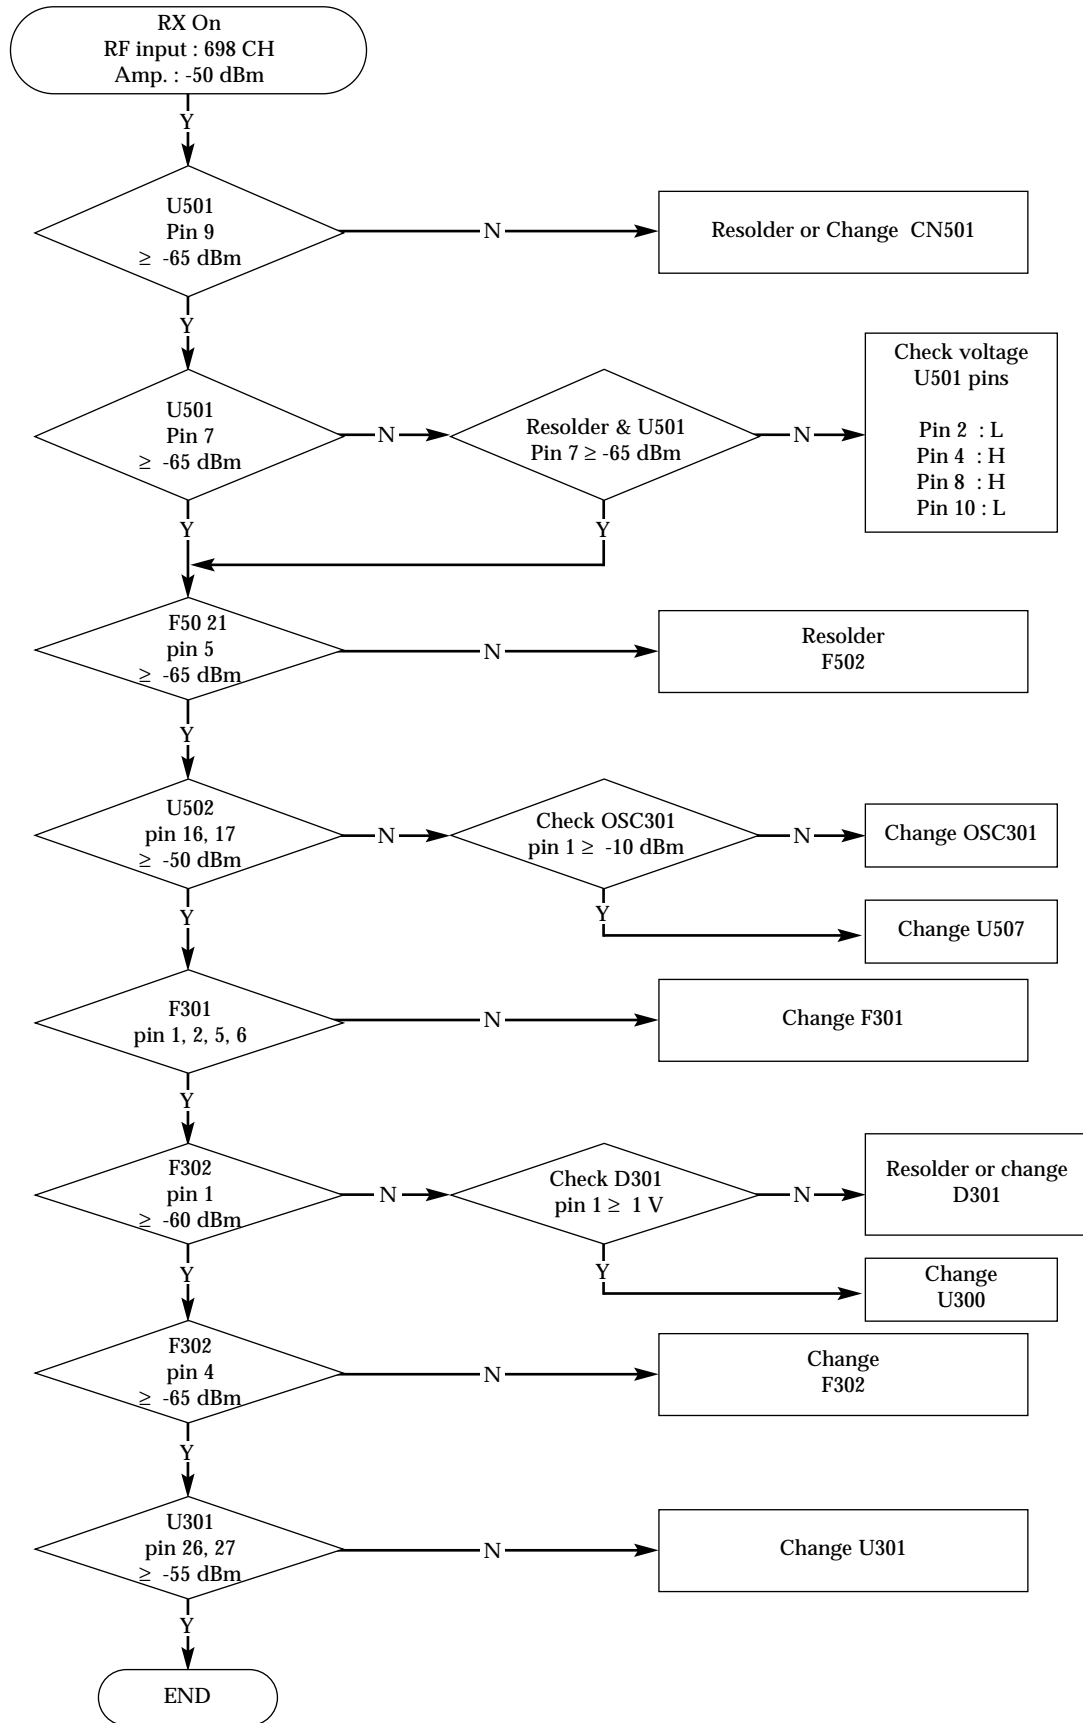 RX On
RF input : 698 CH
Amp. : -50 dBm
Y
U501
Pin 9
≥ -65 dBm
N
Resolder or Change CN501
Y
U501
Pin 7
≥ -65 dBm
N
Resolder & U501
Pin 7 ≥ -65 dBm
N
Check voltage
U501 pins
Pin 2 : L
Pin 4 : H
Pin 8 : H
Pin 10 : L
Y
Y
F50 21
pin 5
≥ -65 dBm
N
Resolder
F502
Y
U502
pin 16, 17
≥ -50 dBm
N
Check OSC301
pin 1 ≥ -10 dBm
N
Change OSC301
Y
Y
Change U507
F301
pin 1, 2, 5, 6
N
Change F301
Y
F302
pin 1
≥ -60 dBm
N
Check D301
pin 1 ≥ 1 V
N
Resolder or change
D301
Y
Y
Change
U300
F302
pin 4
≥ -65 dBm
N
Change
F302
Y
U301
pin 26, 27
≥ -55 dBm
N
Change U301
Y
END